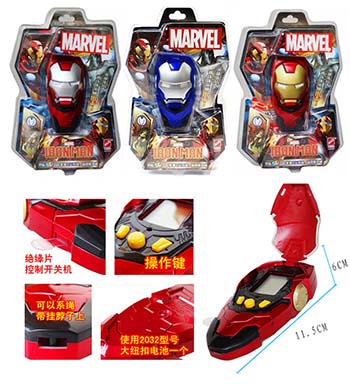 MARVEL
MARVEL
MARVEL
IRONMAN
IRONMAN
IRONMAN
绝缘片
控制开关机
操作键
可以系绳
带挂脖子上
使用2032型号
大纽扣电池一个
6CM
11.5CM